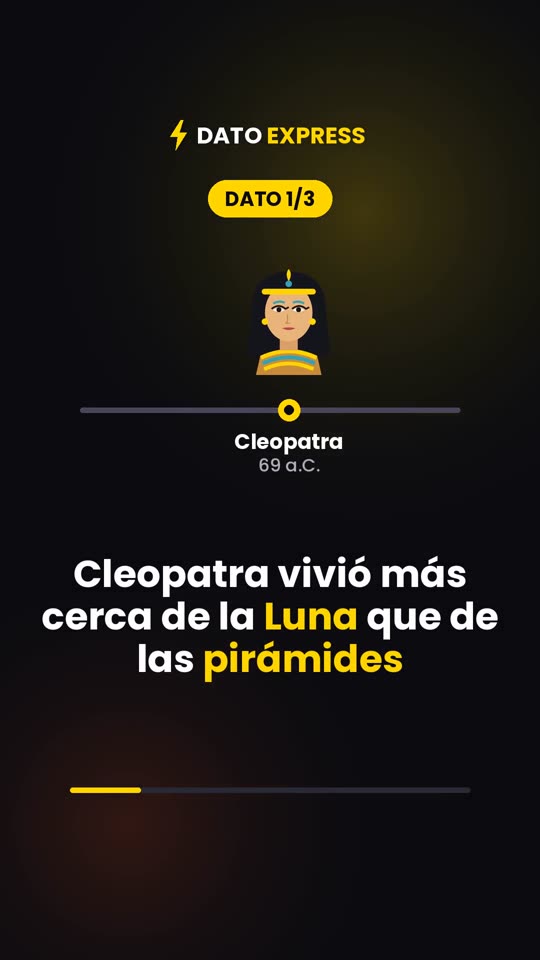 DATO EXPRESS
DATO 1/3
Cleopatra
69 a.C.
Cleopatra vivió más
cerca de la Luna que de
las pirámides